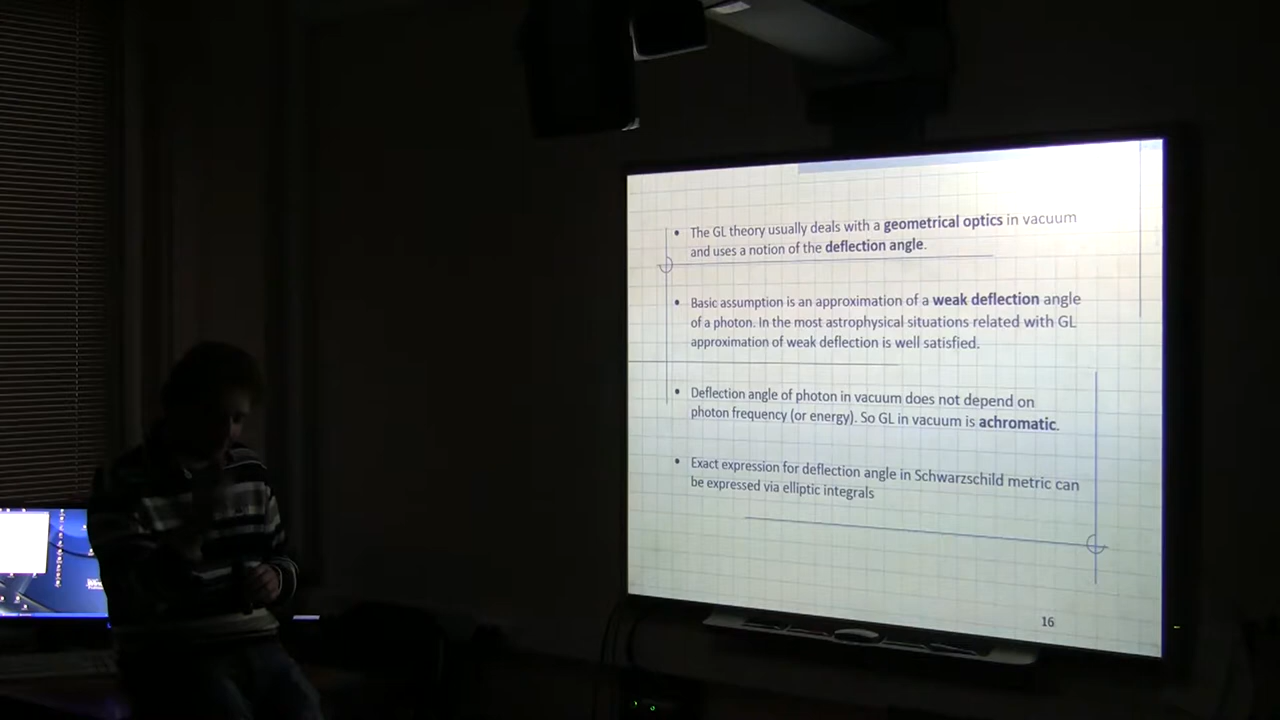 • The GL theory usually deals with a geometrical optics in vacuum
and uses a notion of the deflection angle.
• Basic assumption is an approximation of a weak deflection angle
of a photon. In the most astrophysical situations related with GL
approximation of weak deflection is well satisfied.
• Deflection angle of photon in vacuum does not depend on
photon frequency (or energy). So GL in vacuum is achromatic.
• Exact expression for deflection angle in Schwarzschild metric can
be expressed via elliptic integrals
16